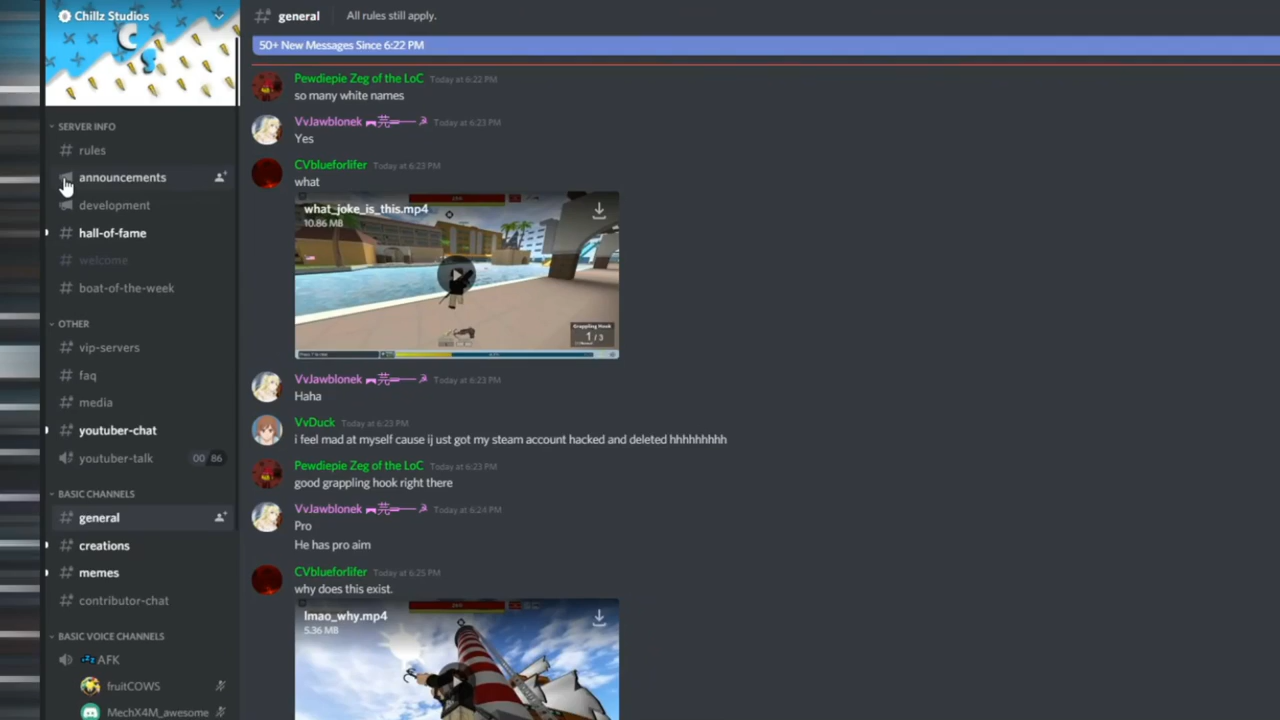 Chillz Studios
general
All rules still apply.
50+ New Messages Since 6:22 PM
SERVER INFO
rules
announcements
development
hall-of-fame
welcome
boat-of-the-week
OTHER
vip-servers
faq
media
youtuber-chat
youtuber-talk 00 86
BASIC CHANNELS
general
creations
memes
contributor-chat
BASIC VOICE CHANNELS
AFK
fruitCOWS
MechX4M_awesome
Pewdiepie Zeg of the LoC Today at 6:22 PM
so many white names
VvJawblonek Today at 6:23 PM
Yes
CVblueforlifer Today at 6:23 PM
what
what_joke_is_this.mp4
10.86 MB
Grappling Hook
1 / 3
VvJawblonek Today at 6:23 PM
Haha
VvDuck Today at 6:23 PM
i feel mad at myself cause ij ust got my steam account hacked and deleted hhhhhhhhh
Pewdiepie Zeg of the LoC Today at 6:23 PM
good grappling hook right there
VvJawblonek Today at 6:24 PM
Pro
He has pro aim
CVblueforlifer Today at 6:25 PM
why does this exist.
lmao_why.mp4
5.36 MB